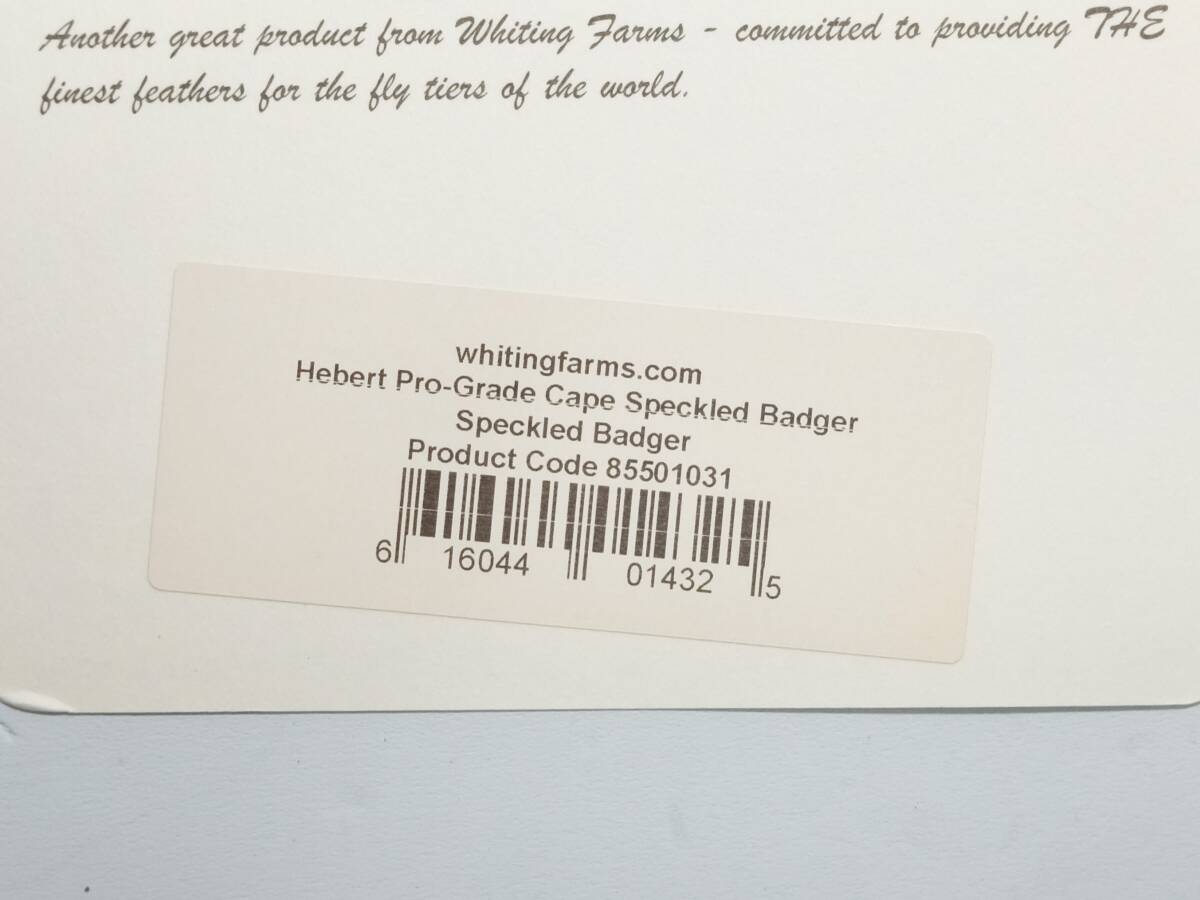 Another great product from Whiting Farms - committed to providing THE
finest feathers for the fly tiers of the world.
whitingfarms.com
Hebert Pro-Grade Cape Speckled Badger
Speckled Badger
Product Code 85501031
6 16044 01432 5